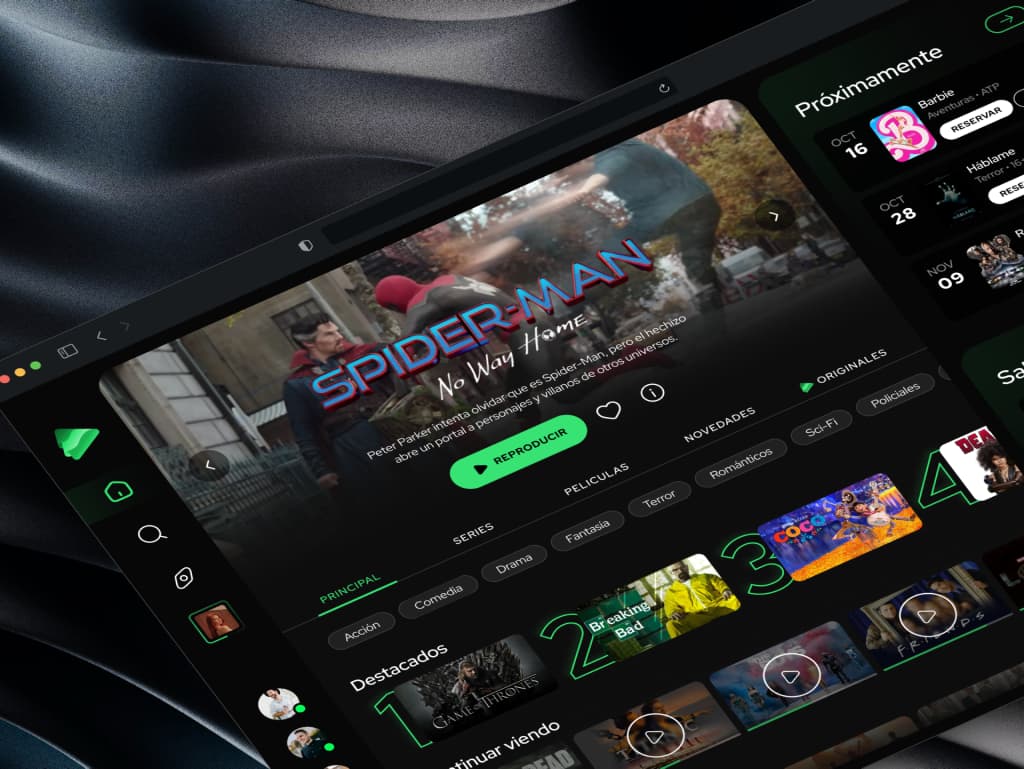 SPIDER-MAN
No Way Home
Peter Parker intenta olvidar que es Spider-Man, pero el hechizo
abre un portal a personajes y villanos de otros universos.
REPRODUCIR
PRINCIPAL
SERIES
PELICULAS
NOVEDADES
ORIGINALES
Acción
Comedia
Drama
Fantasía
Terror
Románticos
Sci-Fi
Policiales
Destacados
1
GAME OF THRONES
2
Breaking
Bad
3
COCO
4
DEA
tinuar viendo
DEAD
FRIENDS
Próximamente
OCT
16
Barbie
Aventuras • ATP
RESERVAR
OCT
28
Háblame
Terror • 16
RESE
NOV
09
R
Sa